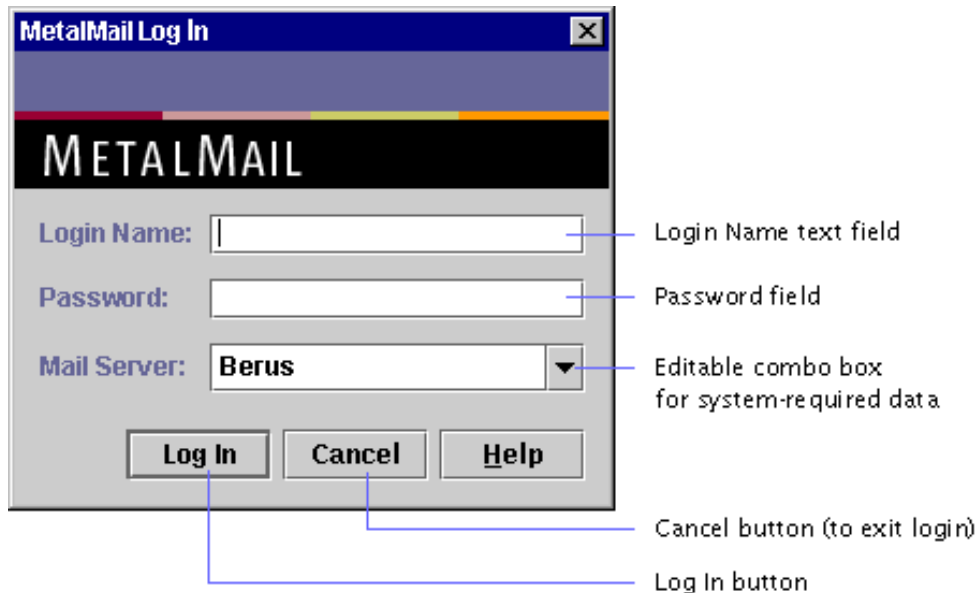 MetalMail Log In
METALMAIL
Login Name:
Login Name text field
Password:
Password field
Mail Server:
Berus
Editable combo box
for system-required data
Log In
Cancel
Help
Cancel button (to exit login)
Log In button